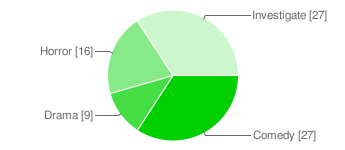 Investigate [27]
Horror [16]
Drama [9]
Comedy [27]